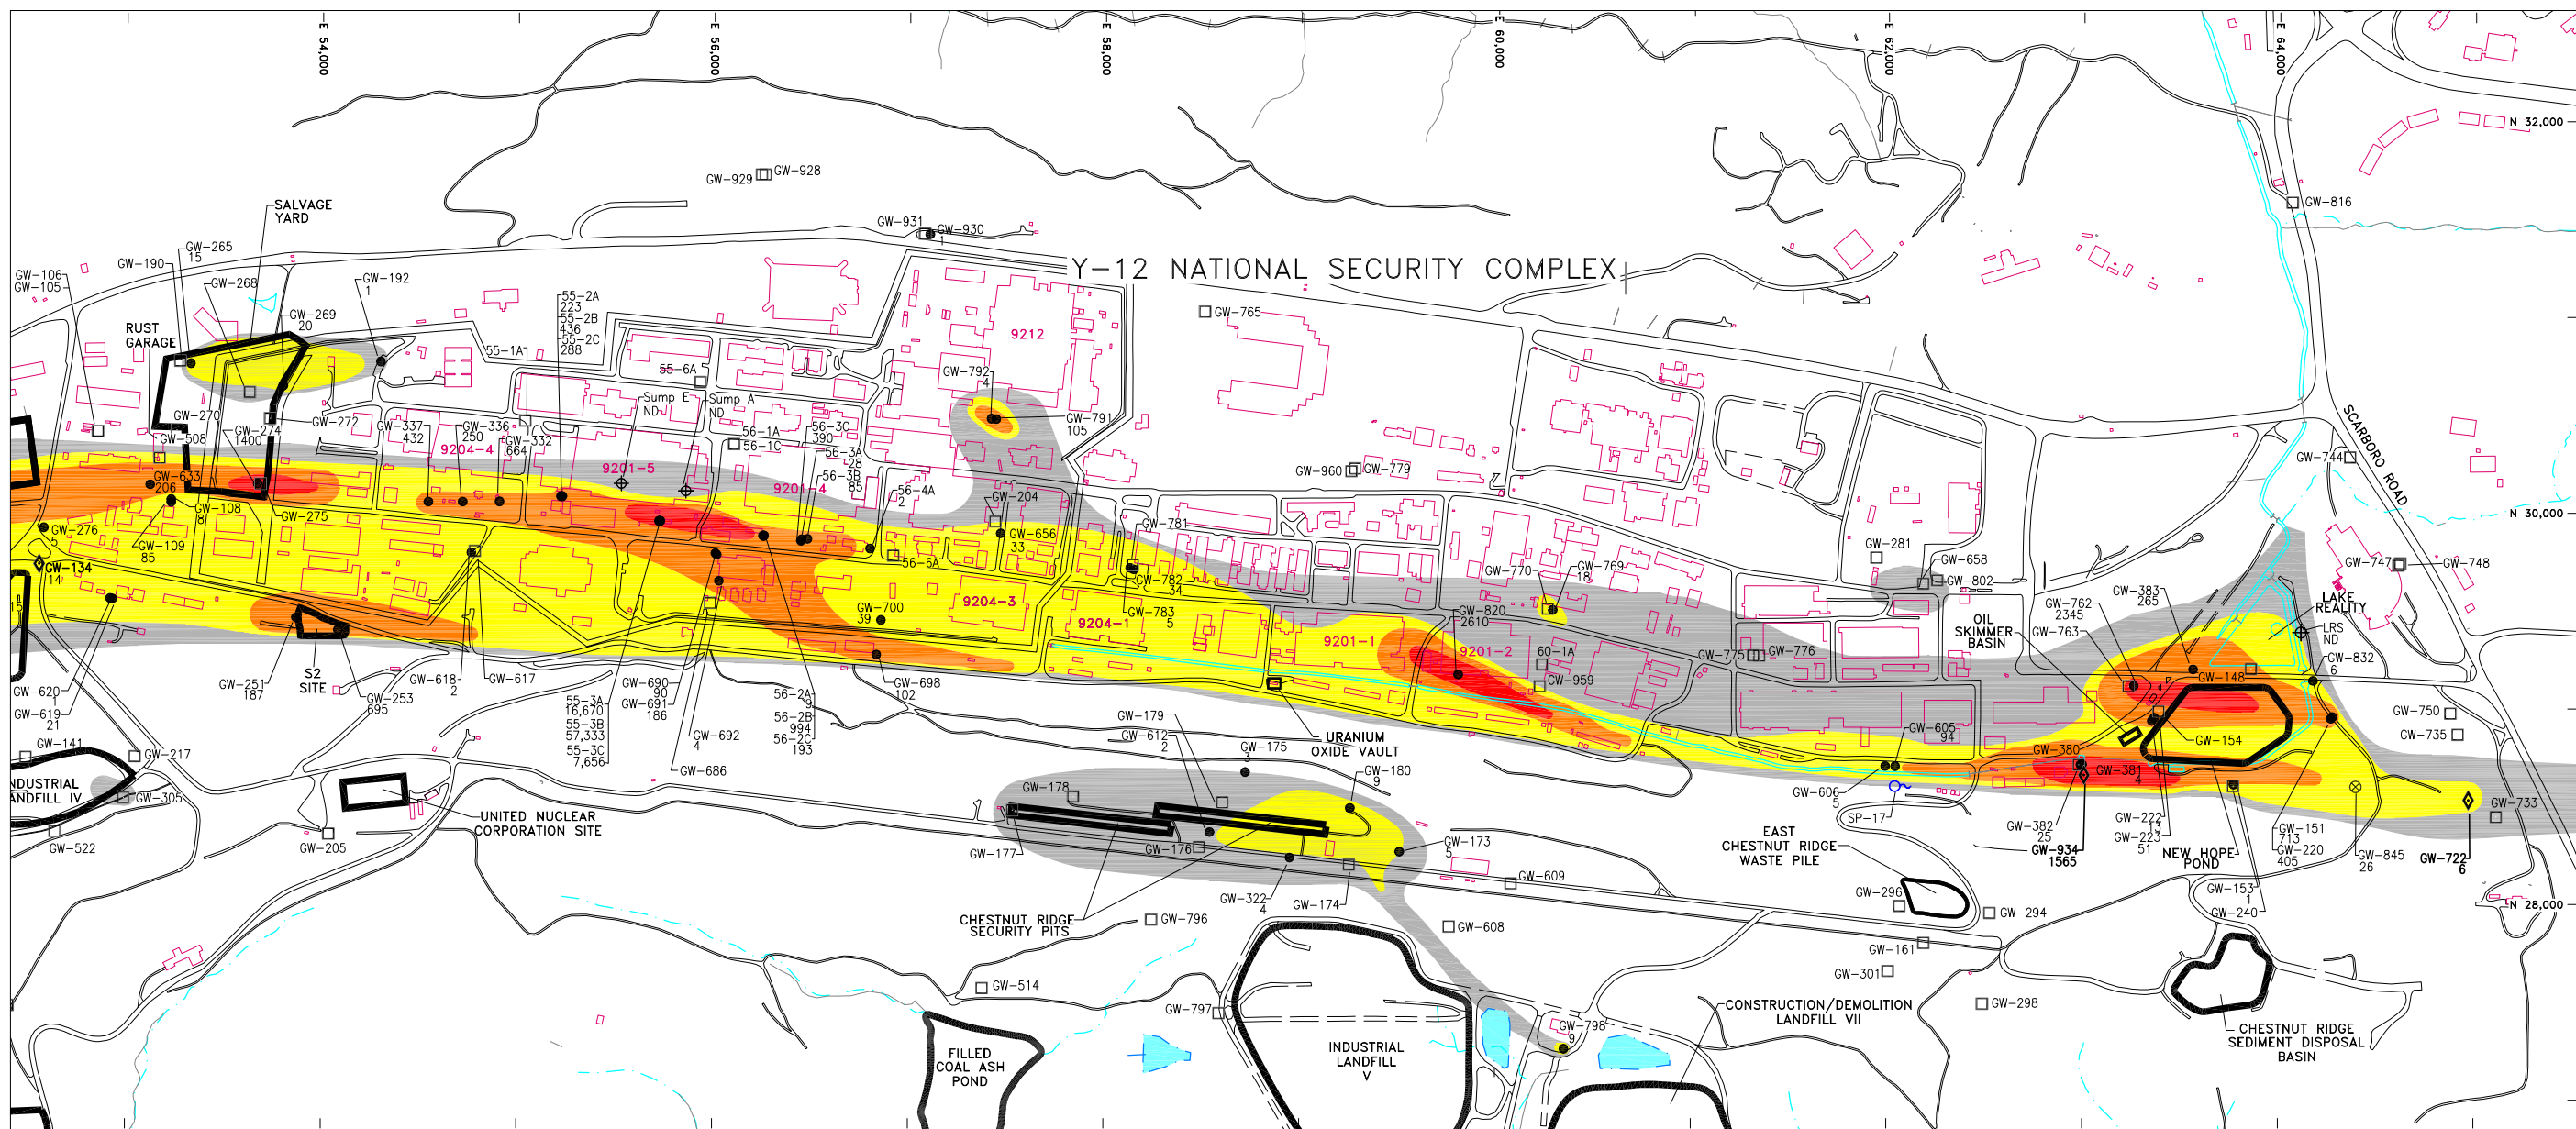 E 54,000
E 56,000
E 58,000
E 60,000
E 62,000
E 64,000
N 32,000
GW-929
GW-928
SALVAGE
YARD
GW-816
GW-931
GW-930
1
Y-12 NATIONAL SECURITY COMPLEX
GW-265
15
GW-190
GW-106
GW-105
GW-268
GW-192
1
GW-269
20
55-2A
223
55-2B
436
55-2C
288
GW-765
RUST
GARAGE
9212
55-1A
55-6A
GW-792
4
Sump E
ND
Sump A
ND
GW-791
105
GW-270
GW-272
GW-508
GW-274
1400
GW-337
432
GW-336
250
GW-332
664
9204-4
56-1A
56-1C
56-3C
390
56-3A
28
56-3B
85
SCARBORO ROAD
GW-744
GW-960
GW-779
9201-5
9201-4
GW-633
206
56-4A
2
GW-204
GW-108
8
GW-275
N 30,000
GW-276
5
GW-109
85
GW-781
GW-656
33
GW-281
56-6A
GW-134
14
GW-782
34
GW-770
GW-769
18
GW-658
GW-802
GW-747
GW-748
15
9204-3
GW-783
5
GW-383
265
LAKE
REALITY
GW-762
2345
GW-763
GW-700
39
9204-1
GW-820
2610
OIL
SKIMMER
BASIN
LRS
ND
9201-1
9201-2
60-1A
GW-775
GW-776
GW-832
6
S2
SITE
GW-251
187
GW-253
695
GW-618
2
GW-617
GW-690
90
GW-691
186
GW-698
102
GW-959
GW-148
4
GW-620
1
GW-619
21
55-3A
16,670
55-3B
57,333
55-3C
7,656
56-2A
9
56-2B
994
56-2C
193
GW-692
4
GW-686
GW-179
GW-612
2
GW-175
3
URANIUM
OXIDE VAULT
GW-605
94
GW-750
GW-735
GW-154
GW-380
GW-141
GW-217
GW-180
9
GW-381
4
NDUSTRIAL
ANDFILL IV
GW-305
GW-178
GW-606
5
UNITED NUCLEAR
CORPORATION SITE
SP-17
GW-733
GW-522
GW-205
GW-177
GW-176
GW-173
5
EAST
CHESTNUT RIDGE
WASTE PILE
GW-382
25
GW-934
1565
GW-222
13
GW-223
51
NEW HOPE
POND
GW-151
713
GW-220
405
GW-845
26
GW-722
6
GW-609
GW-322
4
GW-174
GW-296
GW-153
1
GW-240
N 28,000
CHESTNUT RIDGE
SECURITY PITS
GW-796
GW-608
GW-294
GW-161
GW-301
GW-514
GW-797
GW-298
CONSTRUCTION/DEMOLITION
LANDFILL VII
GW-798
9
FILLED
COAL ASH
POND
INDUSTRIAL
LANDFILL
V
CHESTNUT RIDGE
SEDIMENT DISPOSAL
BASIN